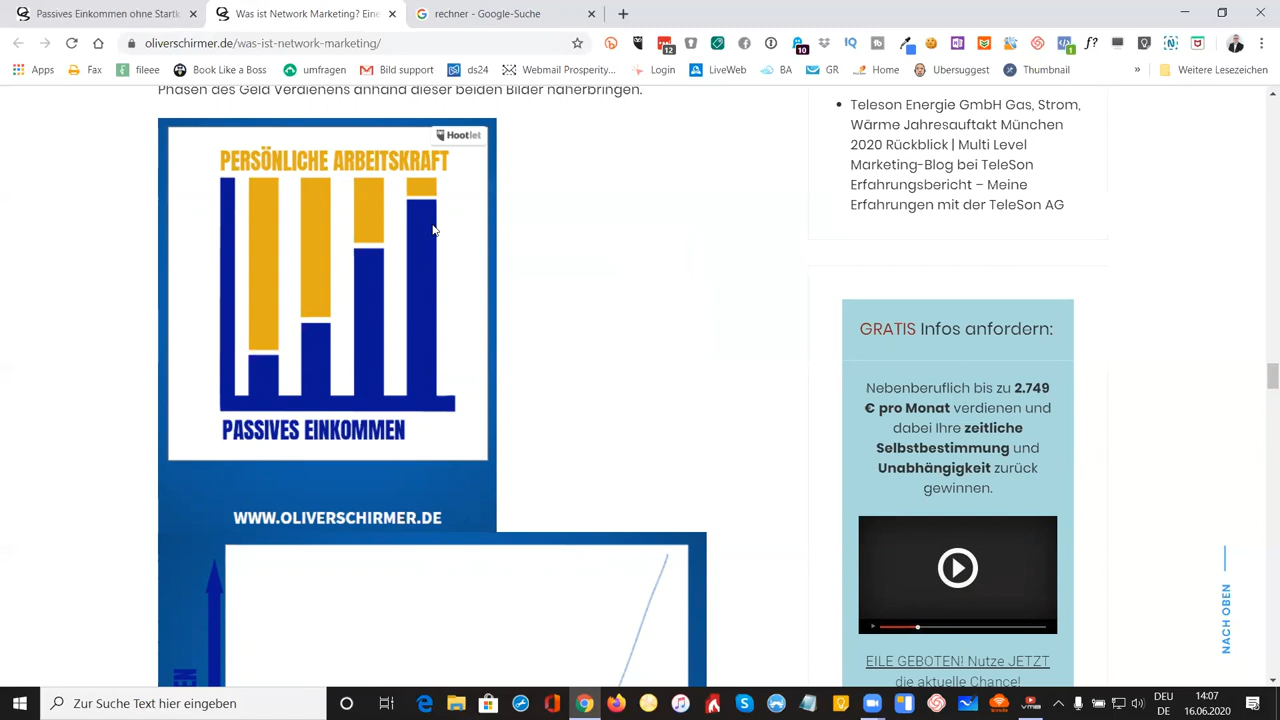 Passives Einkommen ohne Startk
Was ist Network Marketing? Eine
rechner - Google-Suche
oliverschirmer.de/was-ist-network-marketing/
12
10
1
Apps
Fax
fileee
Book Like a Boss
umfragen
Bild support
ds24
Webmail Prosperity...
Login
LiveWeb
BA
GR
Home
Übersuggest
Thumbnail
»
Weitere Lesezeichen
Phasen des Geld Verdienens anhand dieser beiden Bilder näherbringen.
Hootlet
PERSÖNLICHE ARBEITSKRAFT
PASSIVES EINKOMMEN
WWW.OLIVERSCHIRMER.DE
Teleson Energie GmbH Gas, Strom,
Wärme Jahresauftakt München
2020 Rückblick | Multi Level
Marketing-Blog bei TeleSon
Erfahrungsbericht – Meine
Erfahrungen mit der TeleSon AG
GRATIS Infos anfordern:
Nebenberuflich bis zu 2.749
€ pro Monat verdienen und
dabei Ihre zeitliche
Selbstbestimmung und
Unabhängigkeit zurück
gewinnen.
EILE GEBOTEN! Nutze JETZT
die aktuelle Chance!
NACH OBEN
Zur Suche Text hier eingeben
DEU
DE
14:07
16.06.2020